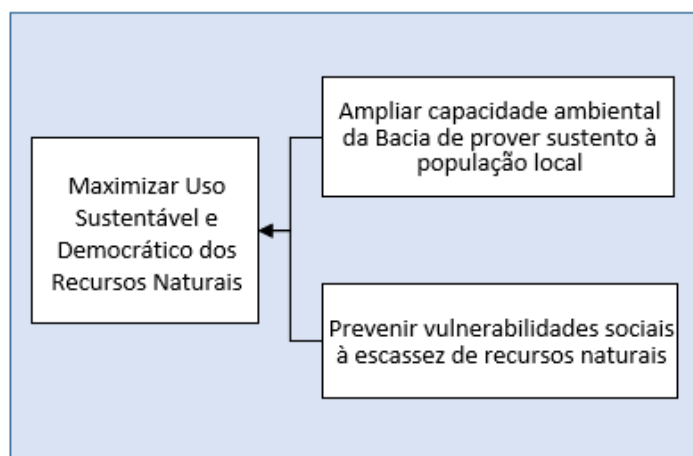 Maximizar Uso
Sustentável e
Democrático dos
Recursos Naturais
Ampliar capacidade ambiental
da Bacia de prover sustento à
população local
Prevenir vulnerabilidades sociais
à escassez de recursos naturais